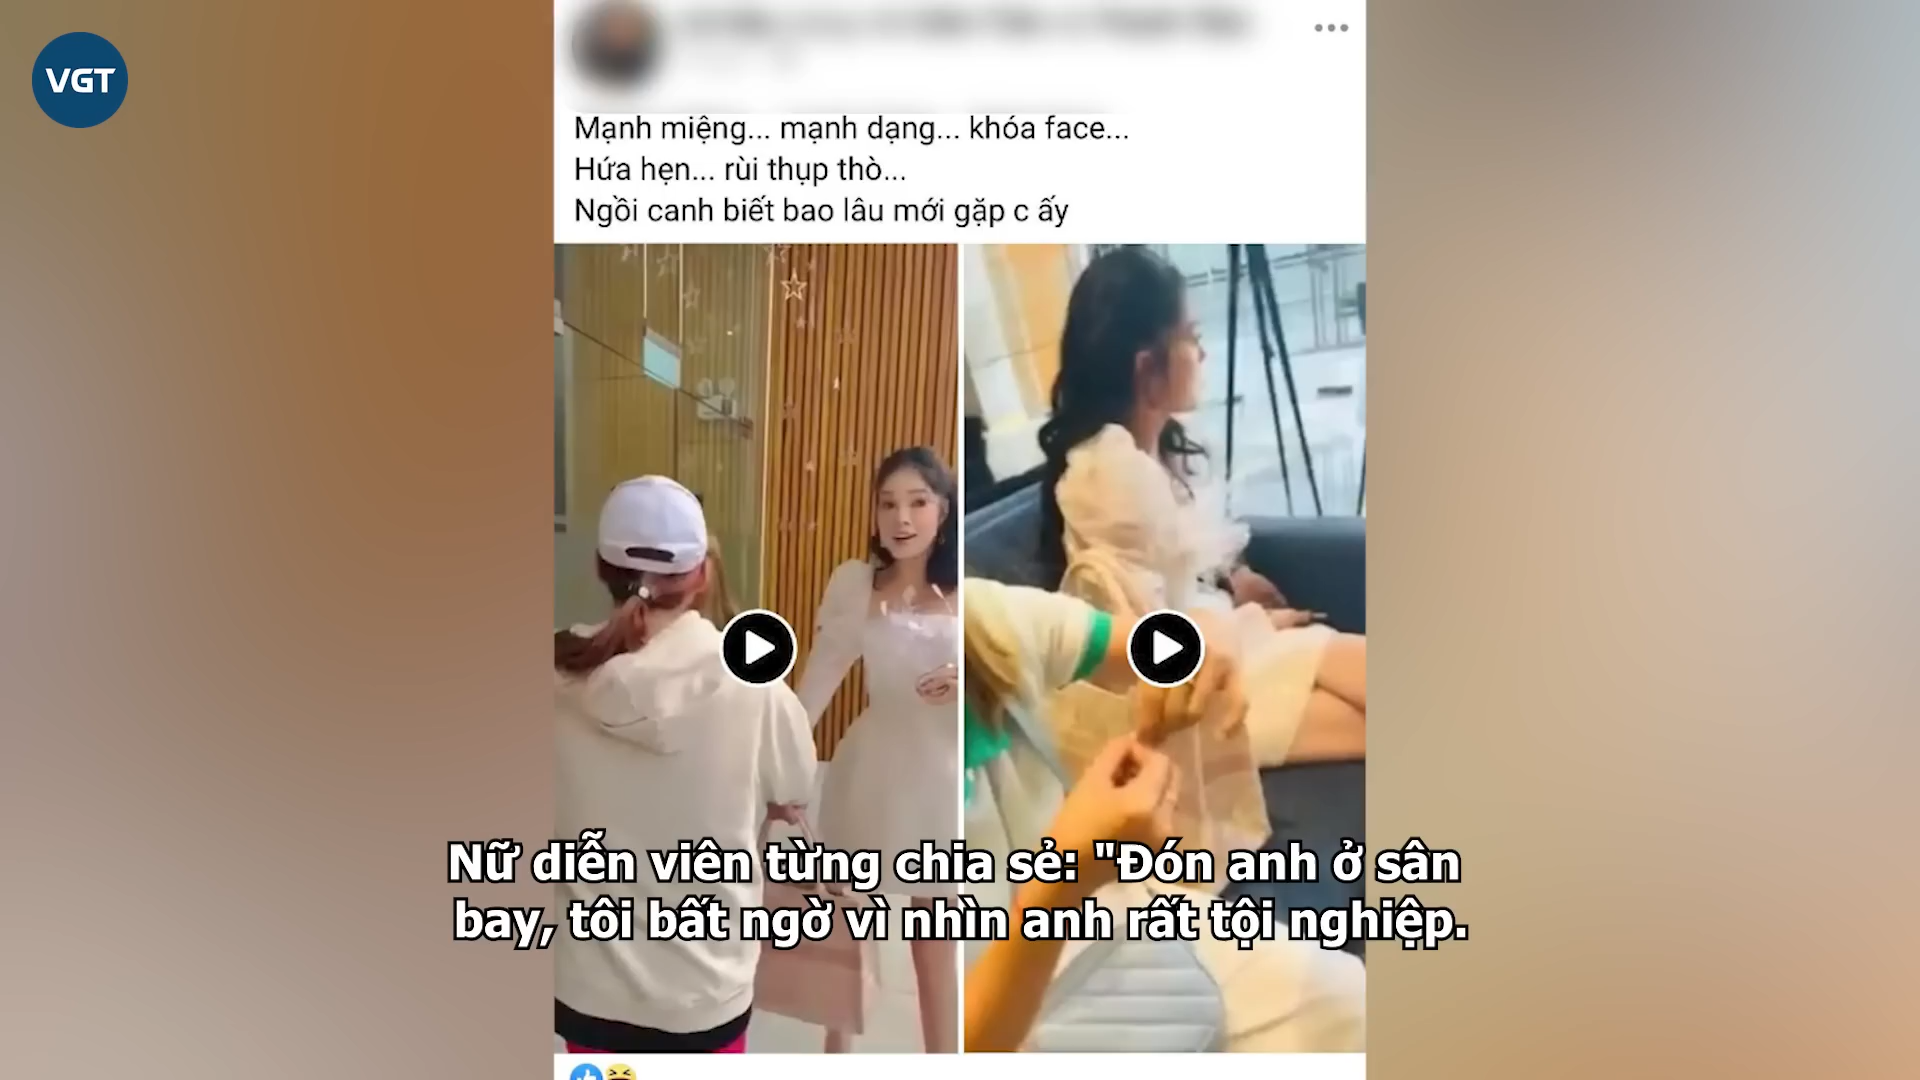 VGT
Mạnh miệng... mạnh dạng... khóa face...
Hứa hẹn... rùi thụp thò...
Ngồi canh biết bao lâu mới gặp c ấy
Nữ diễn viên từng chia sẻ: "Đón anh ở sân
bay, tôi bất ngờ vì nhìn anh rất tội nghiệp.